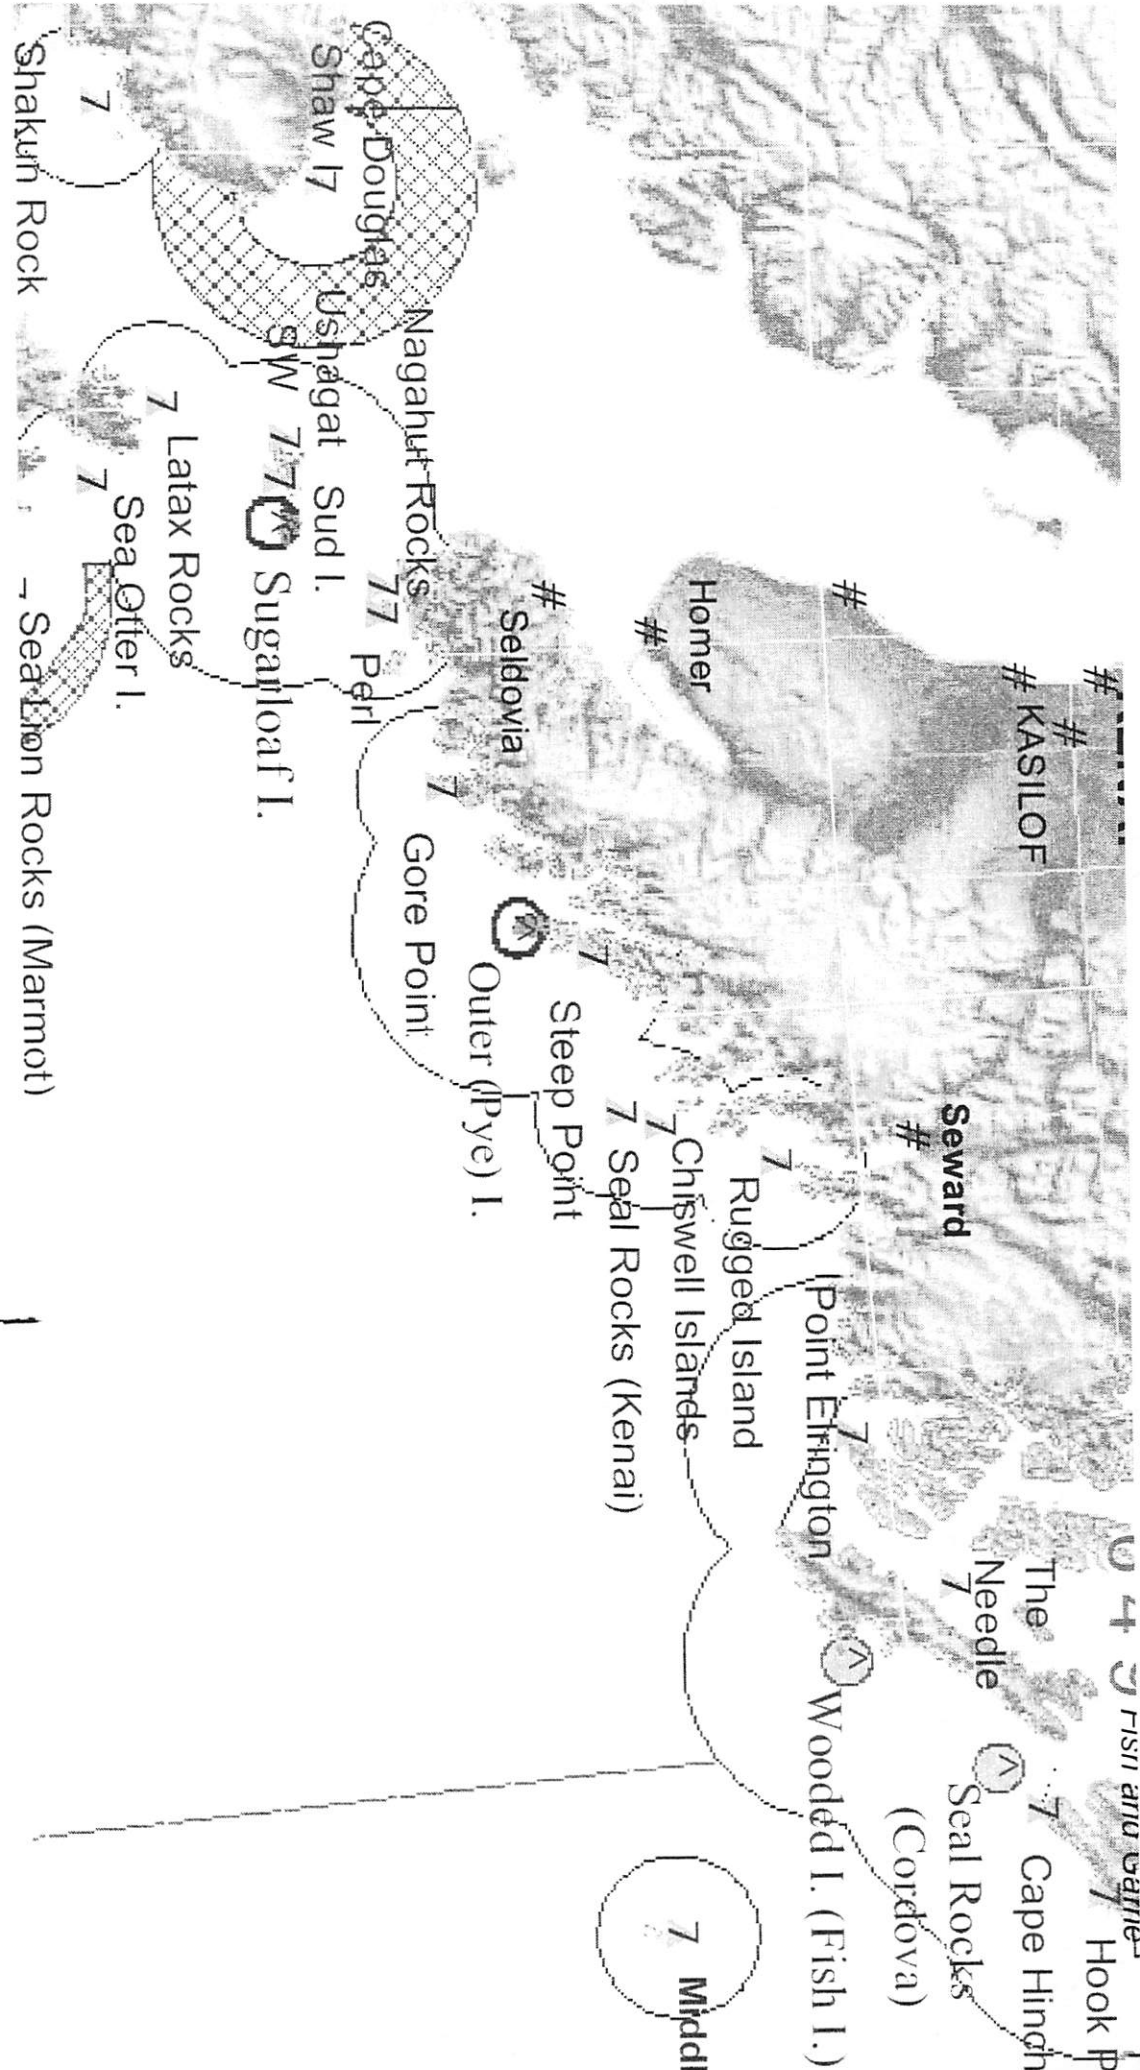 Fish and Game
Hook
Cape Hinch
Seal Rocks
(Cordova)
The
Needle
Wooded I. (Fish I.)
Middl
KASILOF
Seward
Homer
Point Elrington
Rugged Island
Chiswell Islands
Seal Rocks (Kenai)
Seldovia
Steep Point
Outer (Pye) I.
Gore Point
Nagahut Rocks
Perl
Cape Douglas
Shaw I
Ushagat
SW
Sud I.
Sugarloaf I.
Latax Rocks
Sea Otter I.
Shakun Rock
Sea Lion Rocks (Marmot)